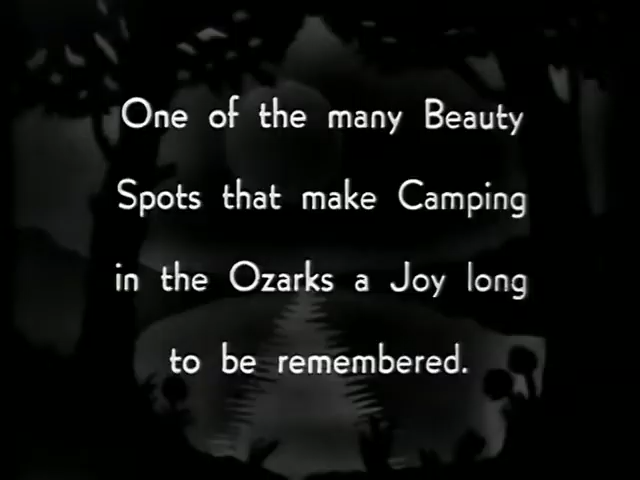 One of the many Beauty
Spots that make Camping
in the Ozarks a Joy long
to be remembered.